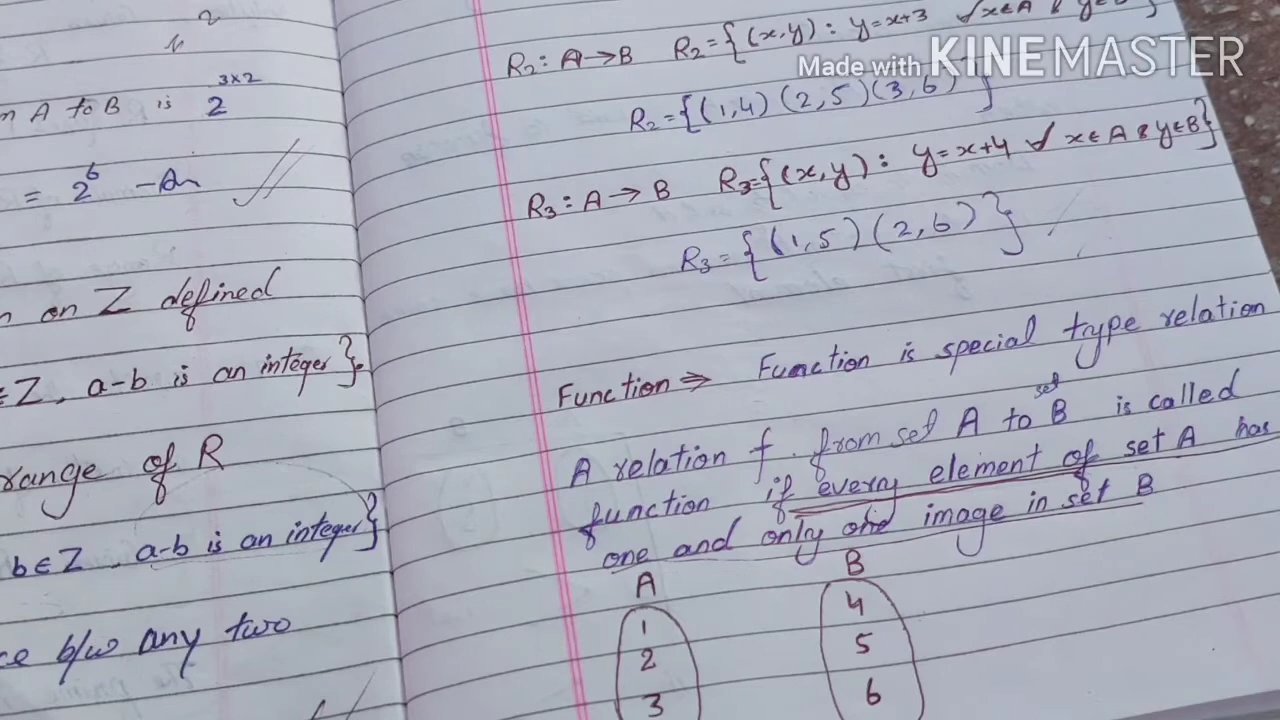 2
n A to B is 2^{3×2}
= 2^6 - An
n on Z defined
∈ Z, a-b is an integer}.
range of R
b ∈ Z, a-b is an integer}
ce b/w any two
R₂ : A → B R₂ = { (x,y) : y = x+3 ∀ x∈A & y∈B }
R₂ = {(1,4) (2,5) (3,6) }
R₃ : A → B R₃ = { (x,y) : y = x+4 ∀ x∈A & y∈B}
R₃ = { (1,5) (2,6) }
Function ⇒ Function is special type relation
A relation f from set A to set B is called
function if every element of set A has
one and only one image in set B
A B
1 4
2 5
3 6
Made with KINEMASTER